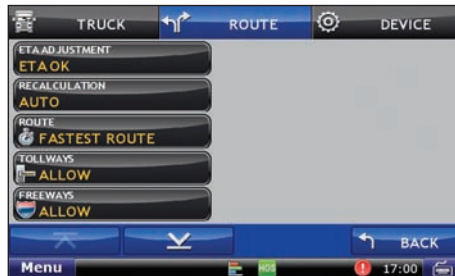 TRUCK
ROUTE
DEVICE
ETA ADJUSTMENT
ETA OK
RECALCULATION
AUTO
ROUTE
FASTEST ROUTE
TOLLWAYS
ALLOW
FREEWAYS
ALLOW
BACK
Menu
HOS
17:00